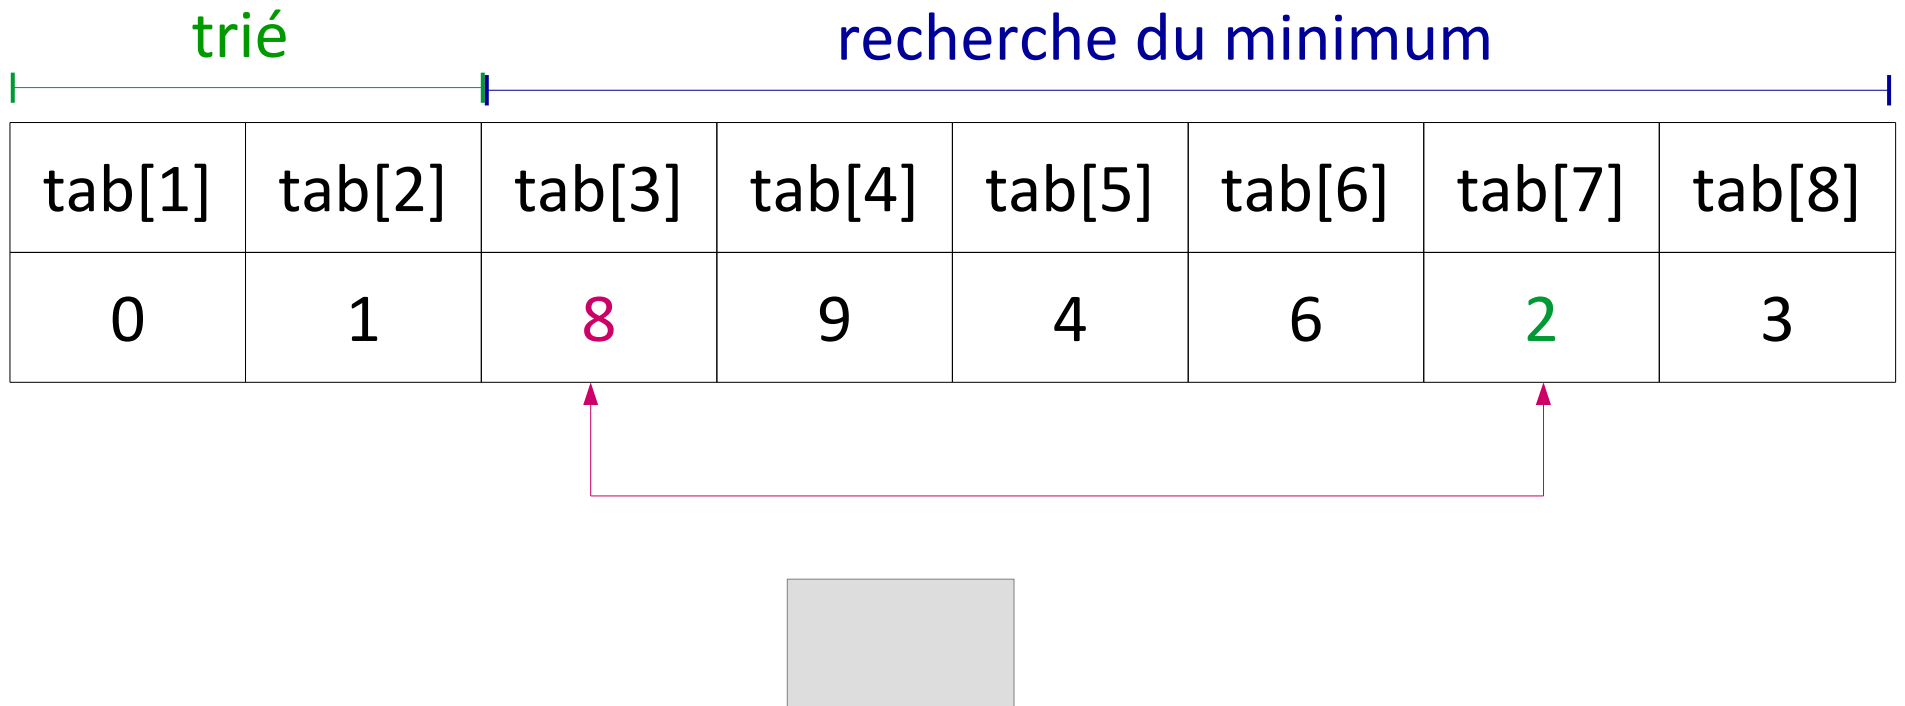 trié
recherche du minimum
tab[1] tab[2] tab[3] tab[4] tab[5] tab[6] tab[7] tab[8]
0 1 8 9 4 6 2 3